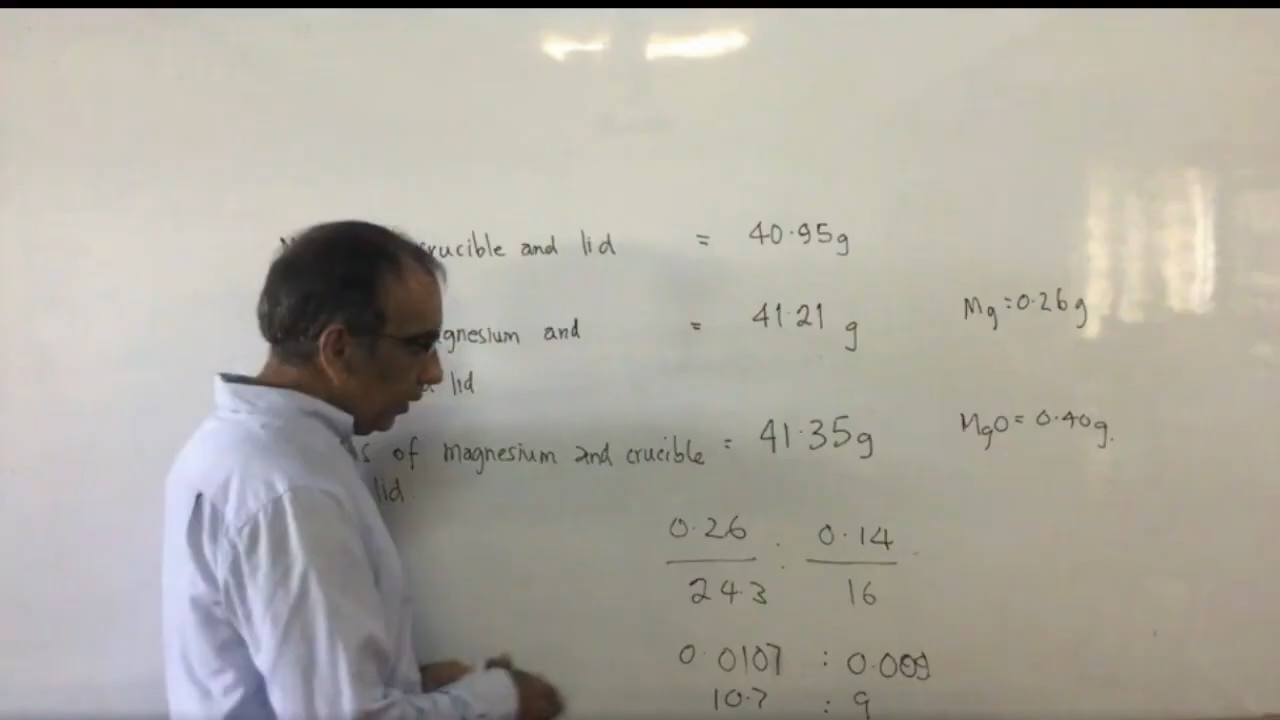 crucible and lid = 40.95g
and = 41.21 g Mg = 0.26g
lid
of magnesium and crucible = 41.35g MgO = 0.40g.
lid
0.26 : 0.14
24.3 16
0.0107 : 0.009
10.7 : 9